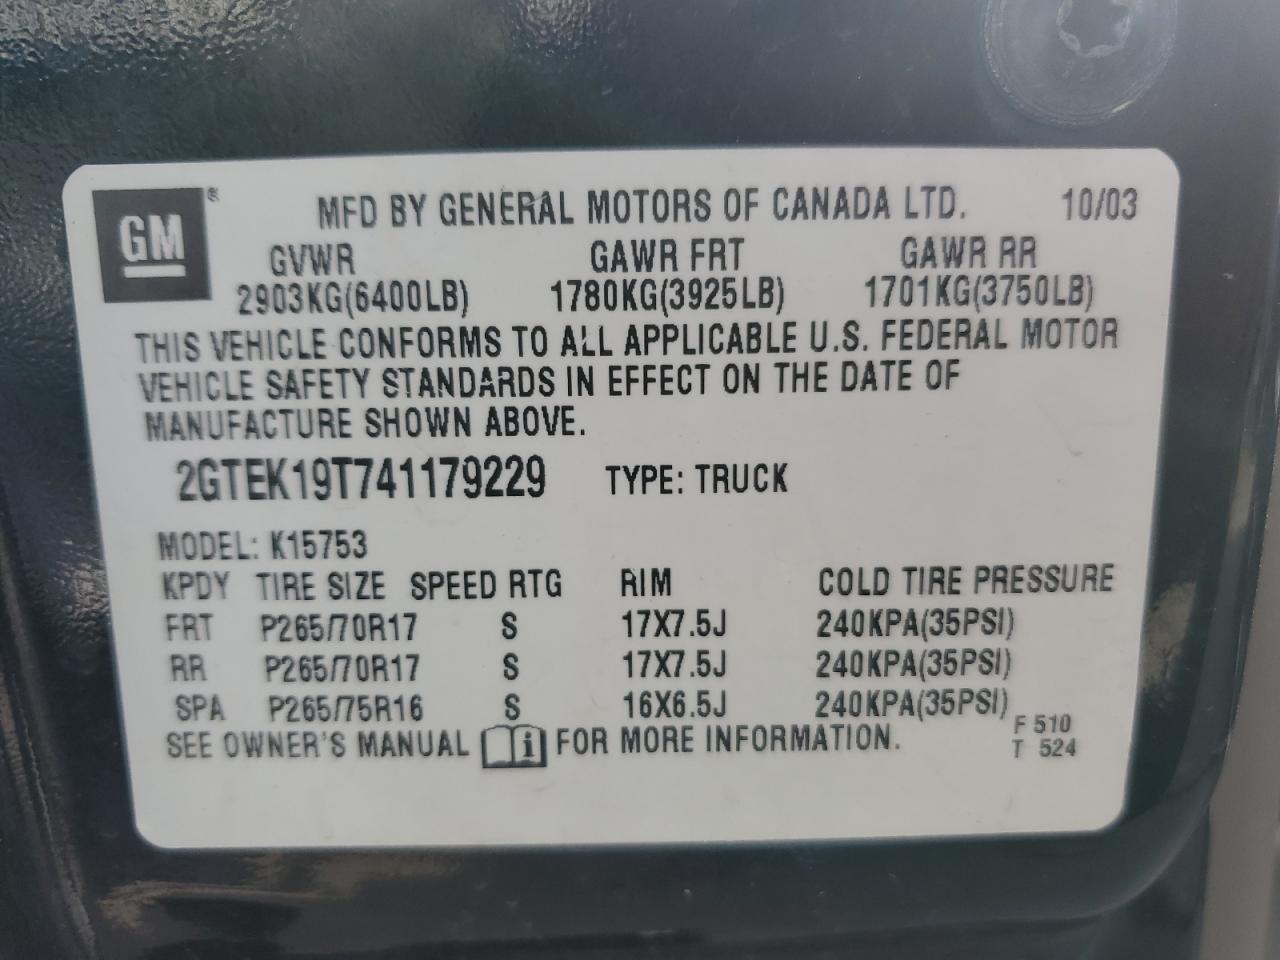 GM ® MFD BY GENERAL MOTORS OF CANADA LTD. 10/03
GVWR GAWR FRT GAWR RR
2903KG(6400LB) 1780KG(3925LB) 1701KG(3750LB)
THIS VEHICLE CONFORMS TO ALL APPLICABLE U.S. FEDERAL MOTOR
VEHICLE SAFETY STANDARDS IN EFFECT ON THE DATE OF
MANUFACTURE SHOWN ABOVE.
2GTEK19T741179229 TYPE: TRUCK
MODEL: K15753
KPDY TIRE SIZE SPEED RTG RIM COLD TIRE PRESSURE
FRT P265/70R17 S 17X7.5J 240KPA(35PSI)
RR P265/70R17 S 17X7.5J 240KPA(35PSI)
SPA P265/75R16 S 16X6.5J 240KPA(35PSI)
SEE OWNER'S MANUAL i FOR MORE INFORMATION. F 510
T 524